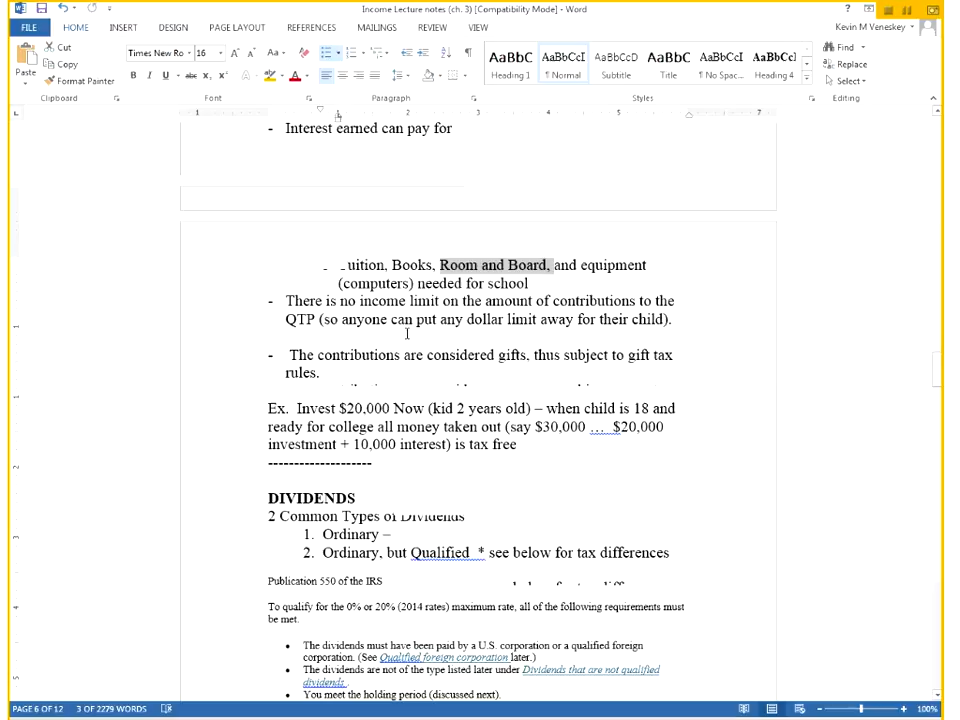 Income Lecture notes (ch. 3) [Compatibility Mode] - Word
FILE HOME INSERT DESIGN PAGE LAYOUT REFERENCES MAILINGS REVIEW VIEW Kevin M Veneskey
Cut
Copy
Format Painter
Paste
Times New Ro 16
AaBbC AaBbCcI AaBbCcD AaBbC AaBbCcI AaBbCcI
Heading 1 ¶ Normal Subtitle Title ¶ No Spac... Heading 4
Find
Replace
Select
Clipboard Font Paragraph Styles Editing
- Interest earned can pay for
uition, Books, Room and Board, and equipment
(computers) needed for school
- There is no income limit on the amount of contributions to the
QTP (so anyone can put any dollar limit away for their child).
- The contributions are considered gifts, thus subject to gift tax
rules.
Ex. Invest $20,000 Now (kid 2 years old) – when child is 18 and
ready for college all money taken out (say $30,000 … $20,000
investment + 10,000 interest) is tax free
--------------------
DIVIDENDS
2 Common Types of Dividends
1. Ordinary –
2. Ordinary, but Qualified * see below for tax differences
Publication 550 of the IRS
To qualify for the 0% or 20% (2014 rates) maximum rate, all of the following requirements must
be met.
• The dividends must have been paid by a U.S. corporation or a qualified foreign
corporation. (See Qualified foreign corporation later.)
• The dividends are not of the type listed later under Dividends that are not qualified
dividends .
• You meet the holding period (discussed next).
PAGE 6 OF 12 3 OF 2279 WORDS 100%